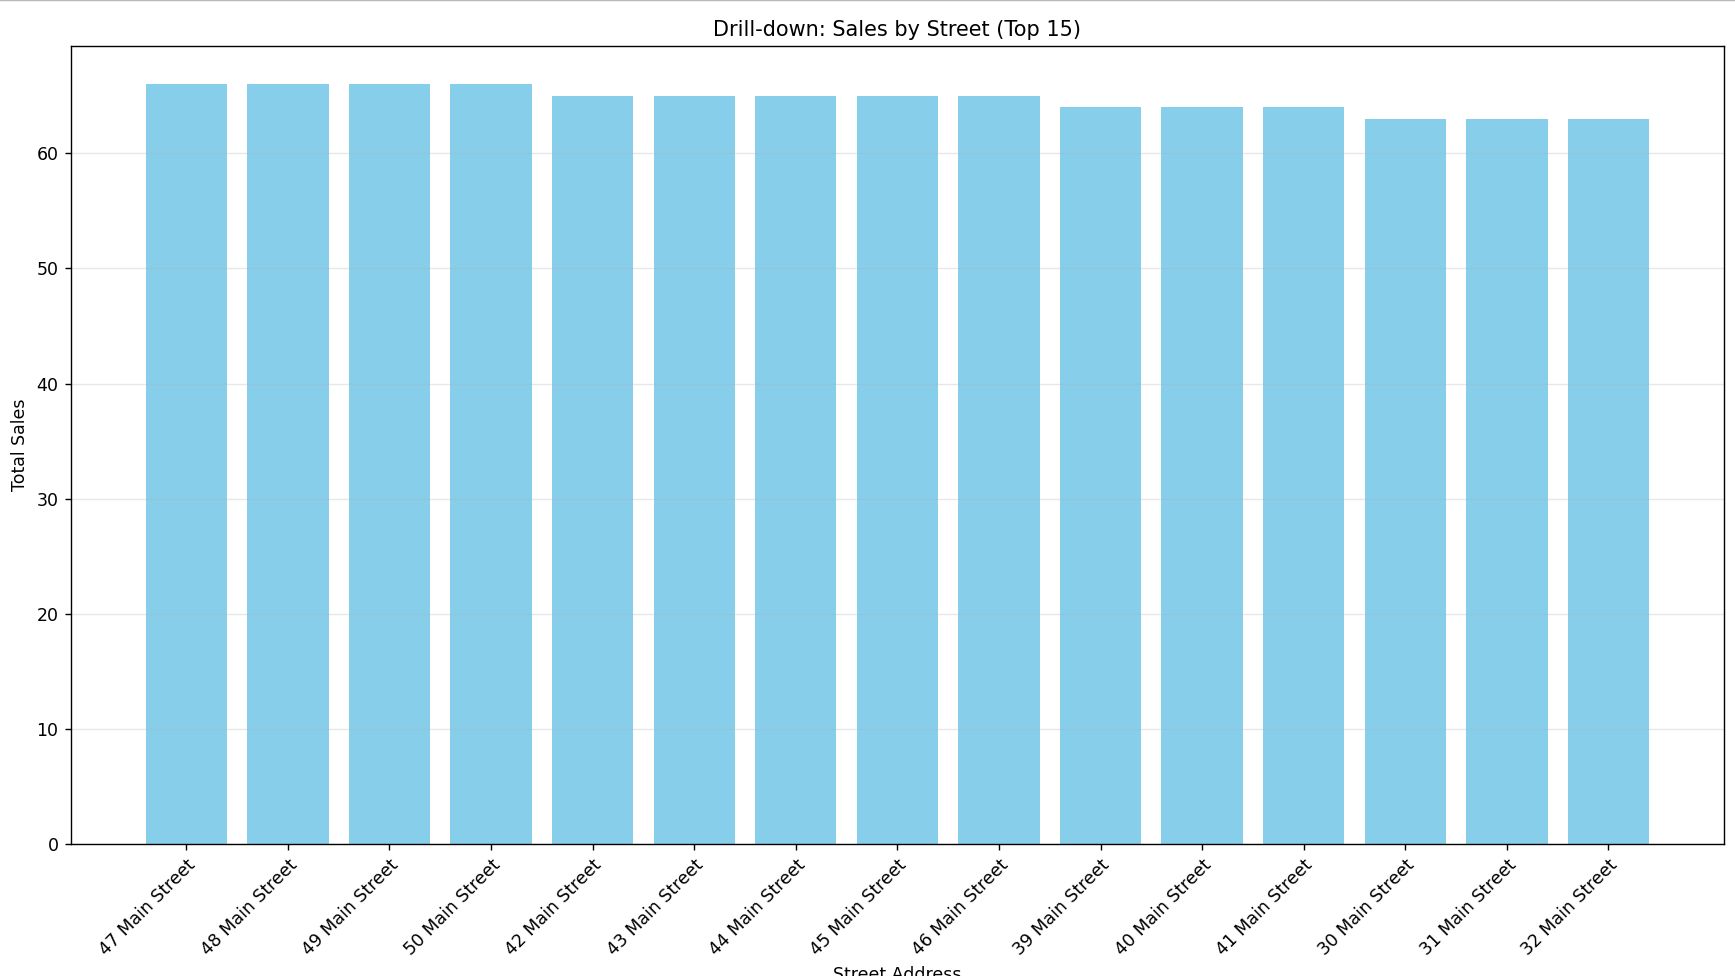 Drill-down: Sales by Street (Top 15)
Total Sales
60
50
40
30
20
10
0
47 Main Street
48 Main Street
49 Main Street
50 Main Street
42 Main Street
43 Main Street
44 Main Street
45 Main Street
46 Main Street
39 Main Street
40 Main Street
41 Main Street
30 Main Street
31 Main Street
32 Main Street
Street Address